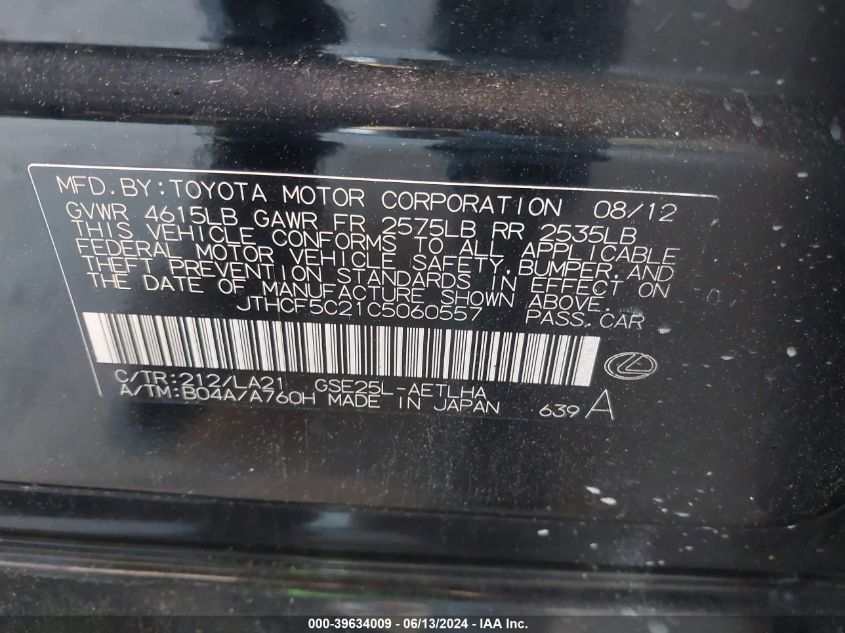 MFD. BY: TOYOTA MOTOR CORPORATION 08/12
GVWR 4615LB GAWR FR 2575LB RR 2535LB
THIS VEHICLE CONFORMS TO ALL APPLICABLE
FEDERAL MOTOR VEHICLE SAFETY, BUMPER, AND
THEFT PREVENTION STANDARDS IN EFFECT ON
THE DATE OF MANUFACTURE SHOWN ABOVE.
JTHCF5C21C5060557 PASS. CAR
C/TR: 212/LA21 GSE25L-AETLHA
A/TM: B04A/A760H MADE IN JAPAN 639 A
000-39634009 - 06/13/2024 - IAA Inc.